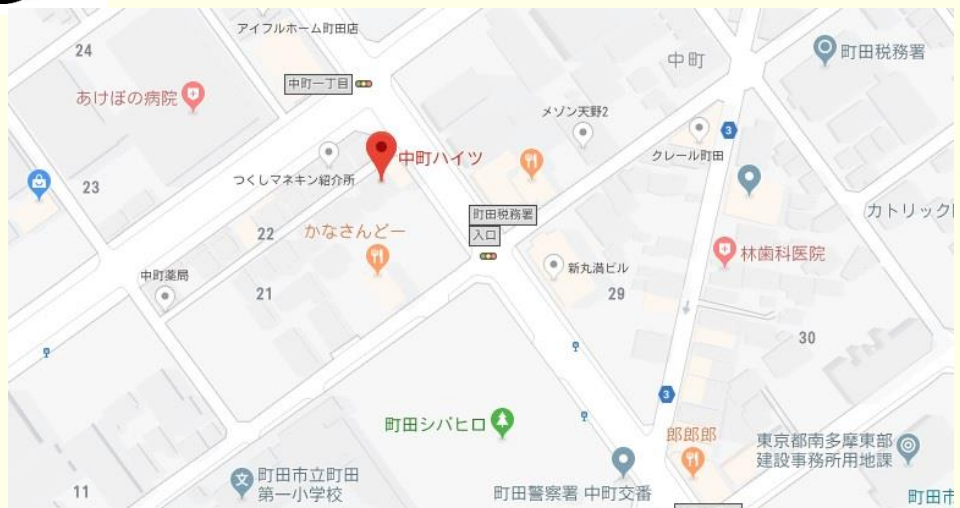 アイフルホーム町田店
24
中町
町田税務署
中町一丁目
あけぼの病院
メゾン天野2
3
クレール町田
中町ハイツ
つくしマネキン紹介所
23
カトリック
町田税務署
入口
22
かなさんどー
林歯科医院
新丸満ビル
中町薬局
21
29
30
3
町田シバヒロ
郎郎郎
東京都南多摩東部
建設事務所用地課
町田市立町田
第一小学校
11
町田警察署 中町交番
町田市